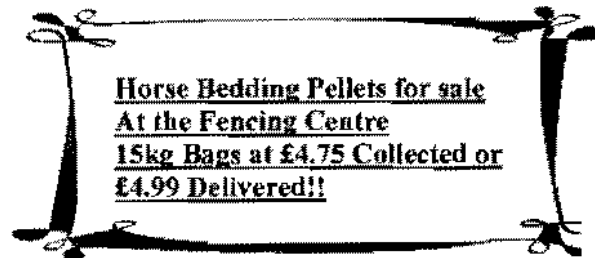 Horse Bedding Pellets for sale
At the Fencing Centre
15kg Bags at £4.75 Collected or
£4.99 Delivered!!